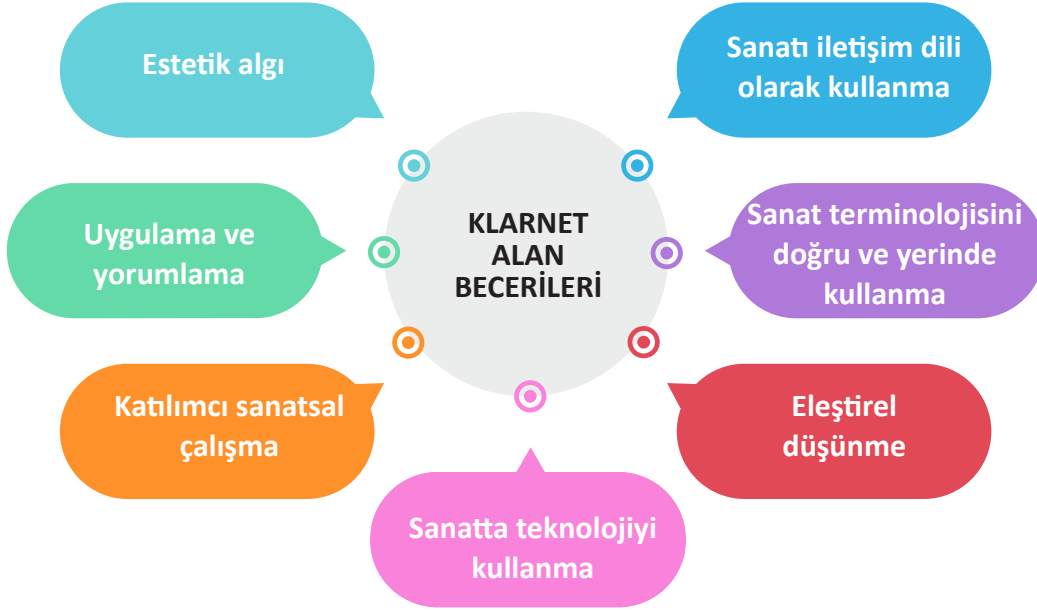 Estetik algı
Sanatı iletişim dili
olarak kullanma
Uygulama ve
yorumlama
KLARNET
ALAN
BECERİLERİ
Sanat terminolojisini
doğru ve yerinde
kullanma
Katılımcı sanatsal
çalışma
Eleştirel
düşünme
Sanatta teknolojiyi
kullanma